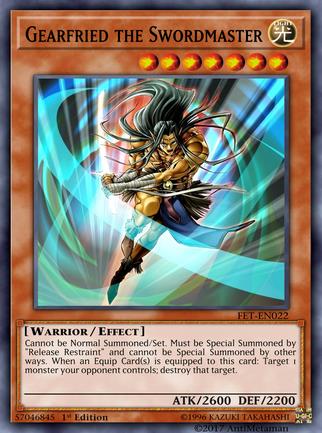 GEARFRIED THE SWORDMASTER
LIGHT
光
FET-EN022
[WARRIOR / EFFECT]
Cannot be Normal Summoned/Set. Must be Special Summoned by
"Release Restraint" and cannot be Special Summoned by other
ways. When an Equip Card(s) is equipped to this card: Target 1
monster your opponent controls; destroy that target.
ATK/2600 DEF/2200
57046845 1st Edition ©1996 KAZUKI TAKAHASHI
©2017 AntiMetaman